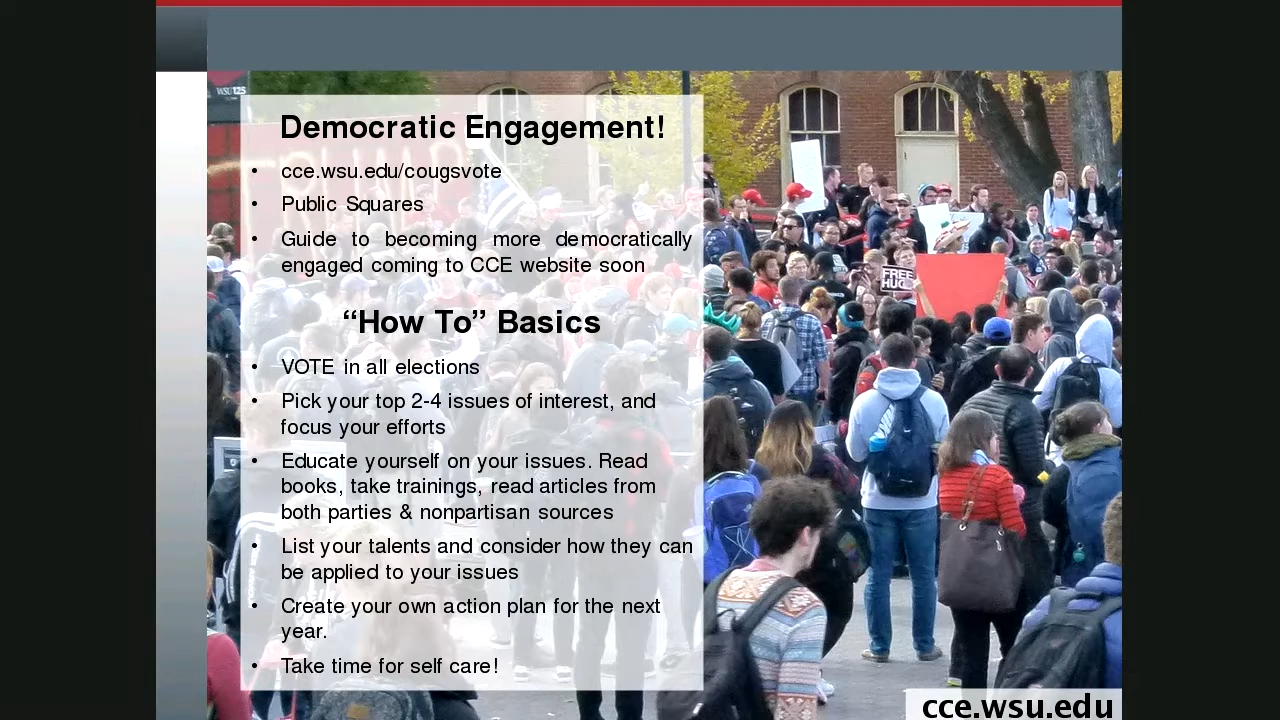 WSU125
Democratic Engagement!
• cce.wsu.edu/cougsvote
• Public Squares
• Guide to becoming more democratically
engaged coming to CCE website soon
“How To” Basics
• VOTE in all elections
• Pick your top 2-4 issues of interest, and
focus your efforts
• Educate yourself on your issues. Read
books, take trainings, read articles from
both parties & nonpartisan sources
• List your talents and consider how they can
be applied to your issues
• Create your own action plan for the next
year.
• Take time for self care!
FREE
HUGS
cce.wsu.edu